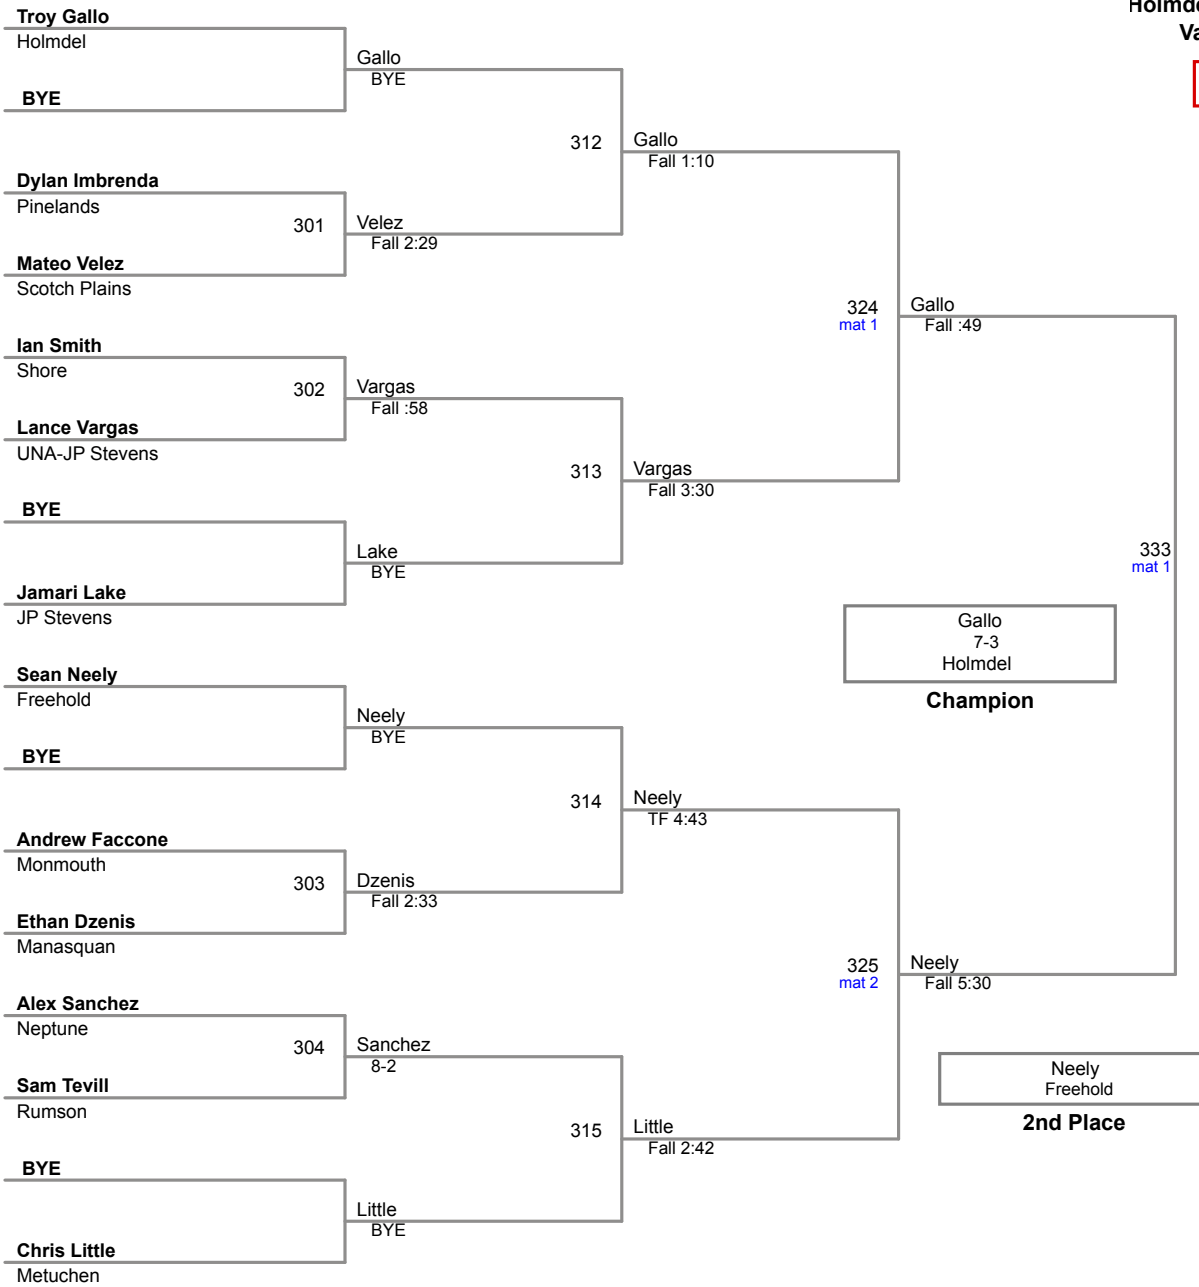 Troy Gallo
Holmdel
BYE
Gallo
BYE
312
Gallo
Fall 1:10
Dylan Imbrenda
Pinelands
301
Velez
Fall 2:29
Mateo Velez
Scotch Plains
324
mat 1
Gallo
Fall :49
Ian Smith
Shore
302
Vargas
Fall :58
Lance Vargas
UNA-JP Stevens
313
Vargas
Fall 3:30
BYE
Lake
BYE
Jamari Lake
JP Stevens
333
mat 1
Gallo
7-3
Holmdel
Champion
Sean Neely
Freehold
Neely
BYE
BYE
314
Neely
TF 4:43
Andrew Faccone
Monmouth
303
Dzenis
Fall 2:33
Ethan Dzenis
Manasquan
325
mat 2
Neely
Fall 5:30
Alex Sanchez
Neptune
304
Sanchez
8-2
Sam Tevill
Rumson
315
Little
Fall 2:42
Neely
Freehold
2nd Place
BYE
Little
BYE
Chris Little
Metuchen